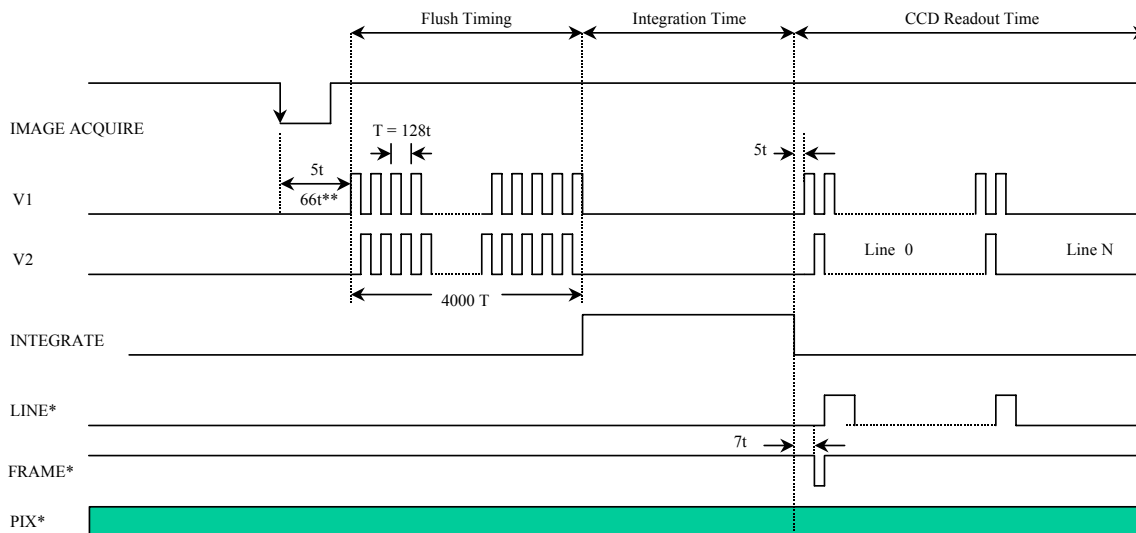 Flush Timing
Integration Time
CCD Readout Time
IMAGE ACQUIRE
T = 128t
5t
5t
66t**
V1
V2
Line 0
Line N
4000 T
INTEGRATE
LINE*
7t
FRAME*
PIX*